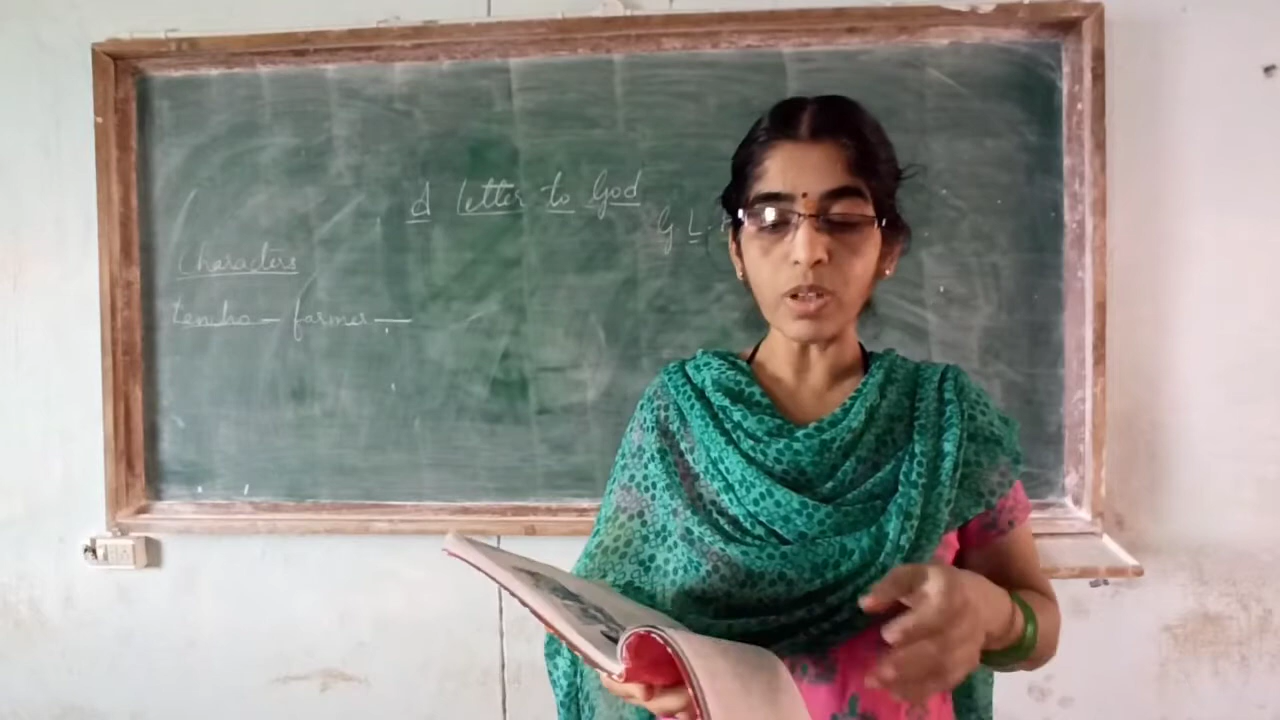 A Letter to God
G L.
Characters
Lencho - farmer -